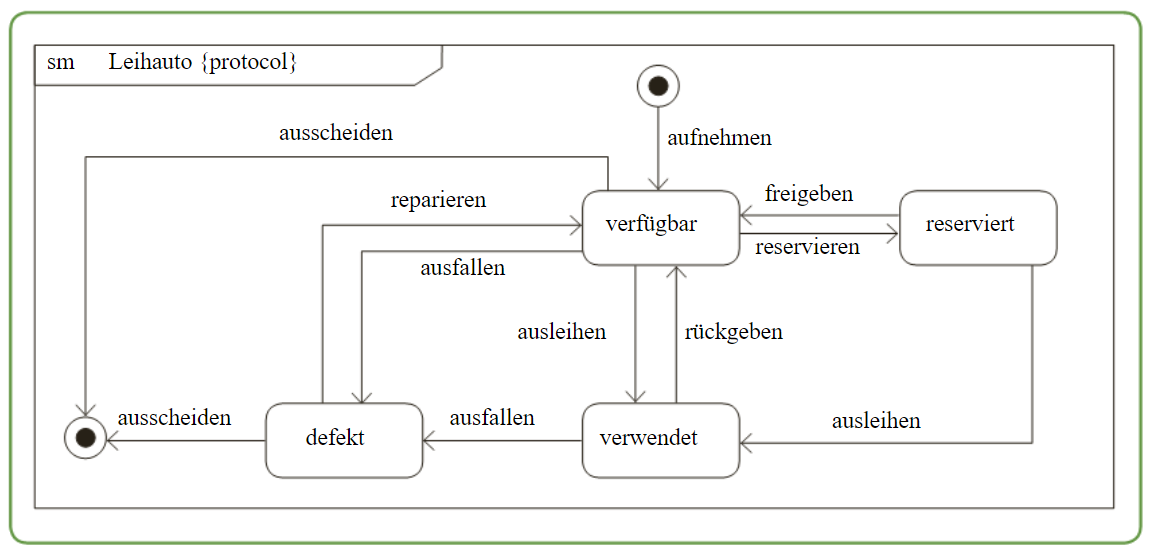 sm Leihauto {protocol}
ausscheiden
aufnehmen
reparieren
freigeben
verfügbar
reserviert
reservieren
ausfallen
ausleihen
rückgeben
ausscheiden
ausfallen
ausleihen
defekt
verwendet